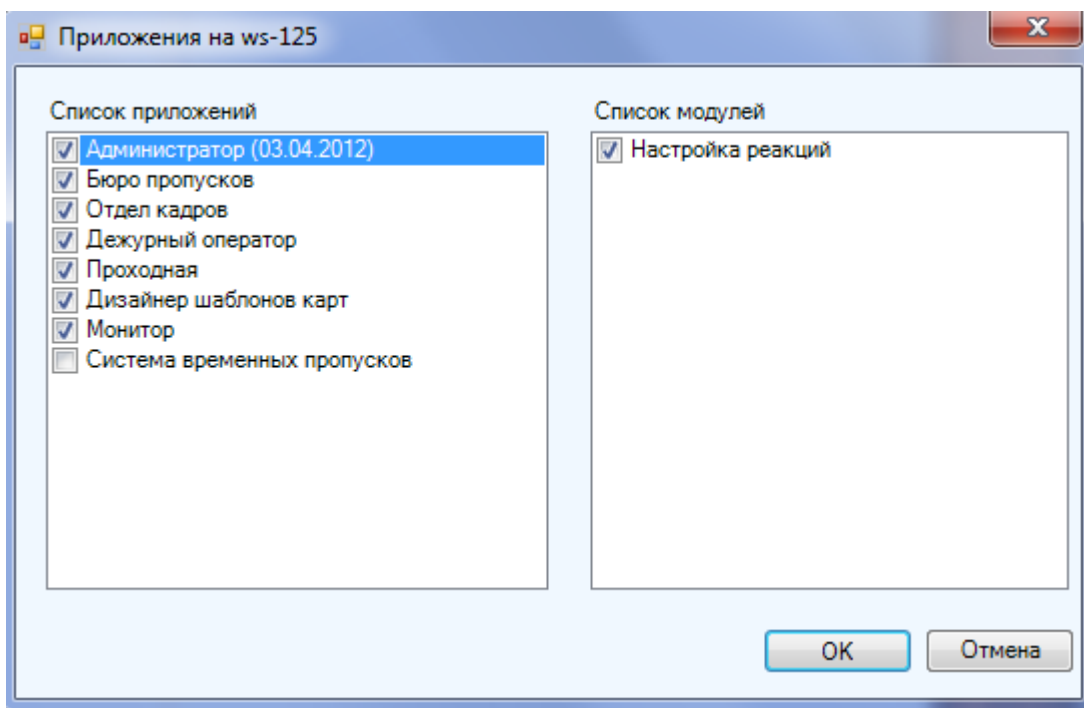 Приложения на ws-125
Список приложений
Администратор (03.04.2012)
Бюро пропусков
Отдел кадров
Дежурный оператор
Проходная
Дизайнер шаблонов карт
Монитор
Система временных пропусков
Список модулей
Настройка реакций
OK
Отмена